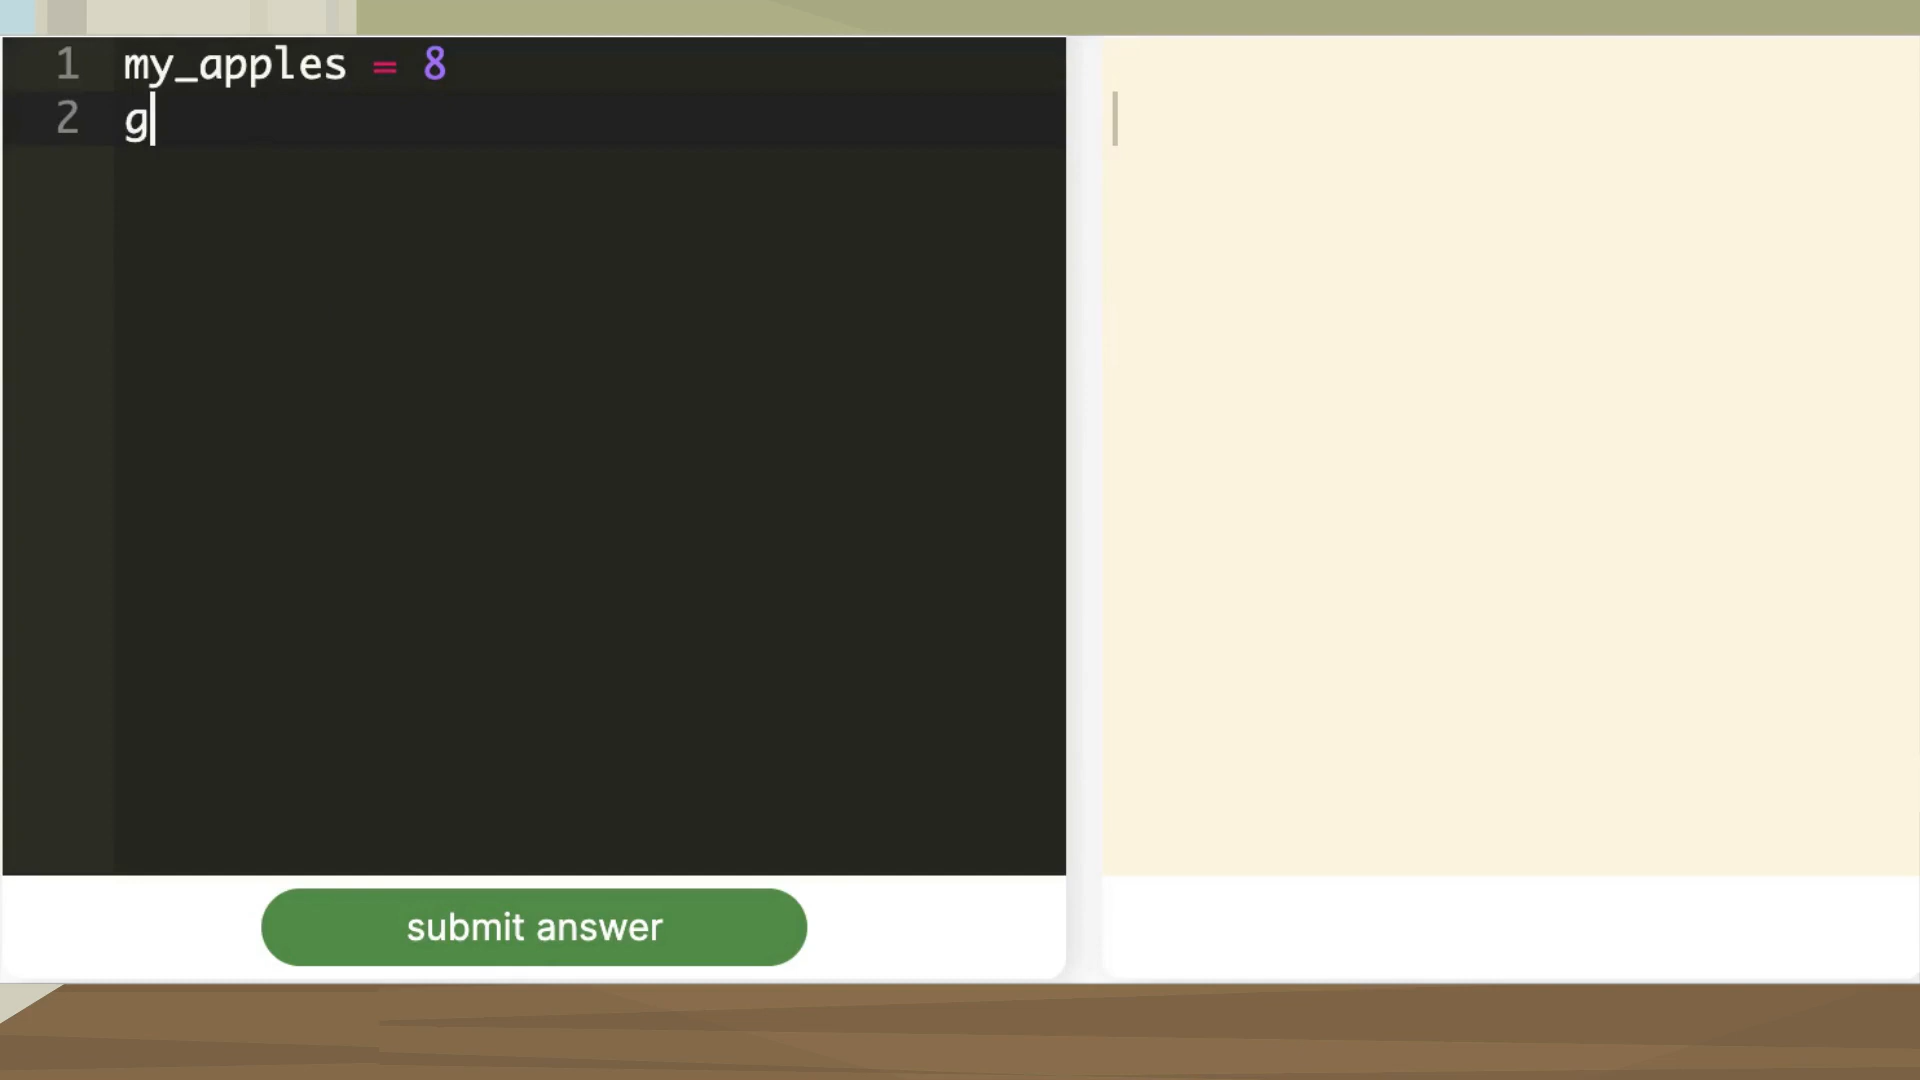 1 my_apples = 8
2 g
submit answer